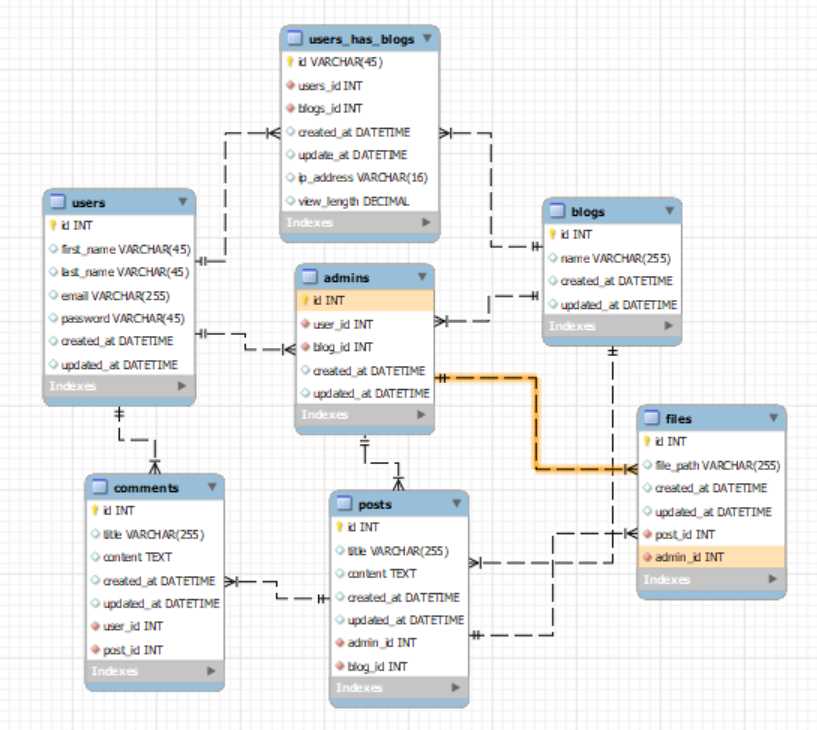 users_has_blogs
id VARCHAR(45)
users_id INT
blogs_id INT
created_at DATETIME
update_at DATETIME
ip_address VARCHAR(16)
view_length DECIMAL
Indexes
users
id INT
first_name VARCHAR(45)
last_name VARCHAR(45)
email VARCHAR(255)
password VARCHAR(45)
created_at DATETIME
updated_at DATETIME
Indexes
blogs
id INT
name VARCHAR(255)
created_at DATETIME
updated_at DATETIME
Indexes
admins
id INT
user_id INT
blog_id INT
created_at DATETIME
updated_at DATETIME
Indexes
files
id INT
file_path VARCHAR(255)
created_at DATETIME
updated_at DATETIME
post_id INT
admin_id INT
Indexes
comments
id INT
title VARCHAR(255)
content TEXT
created_at DATETIME
updated_at DATETIME
user_id INT
post_id INT
Indexes
posts
id INT
title VARCHAR(255)
content TEXT
created_at DATETIME
updated_at DATETIME
admin_id INT
blog_id INT
Indexes